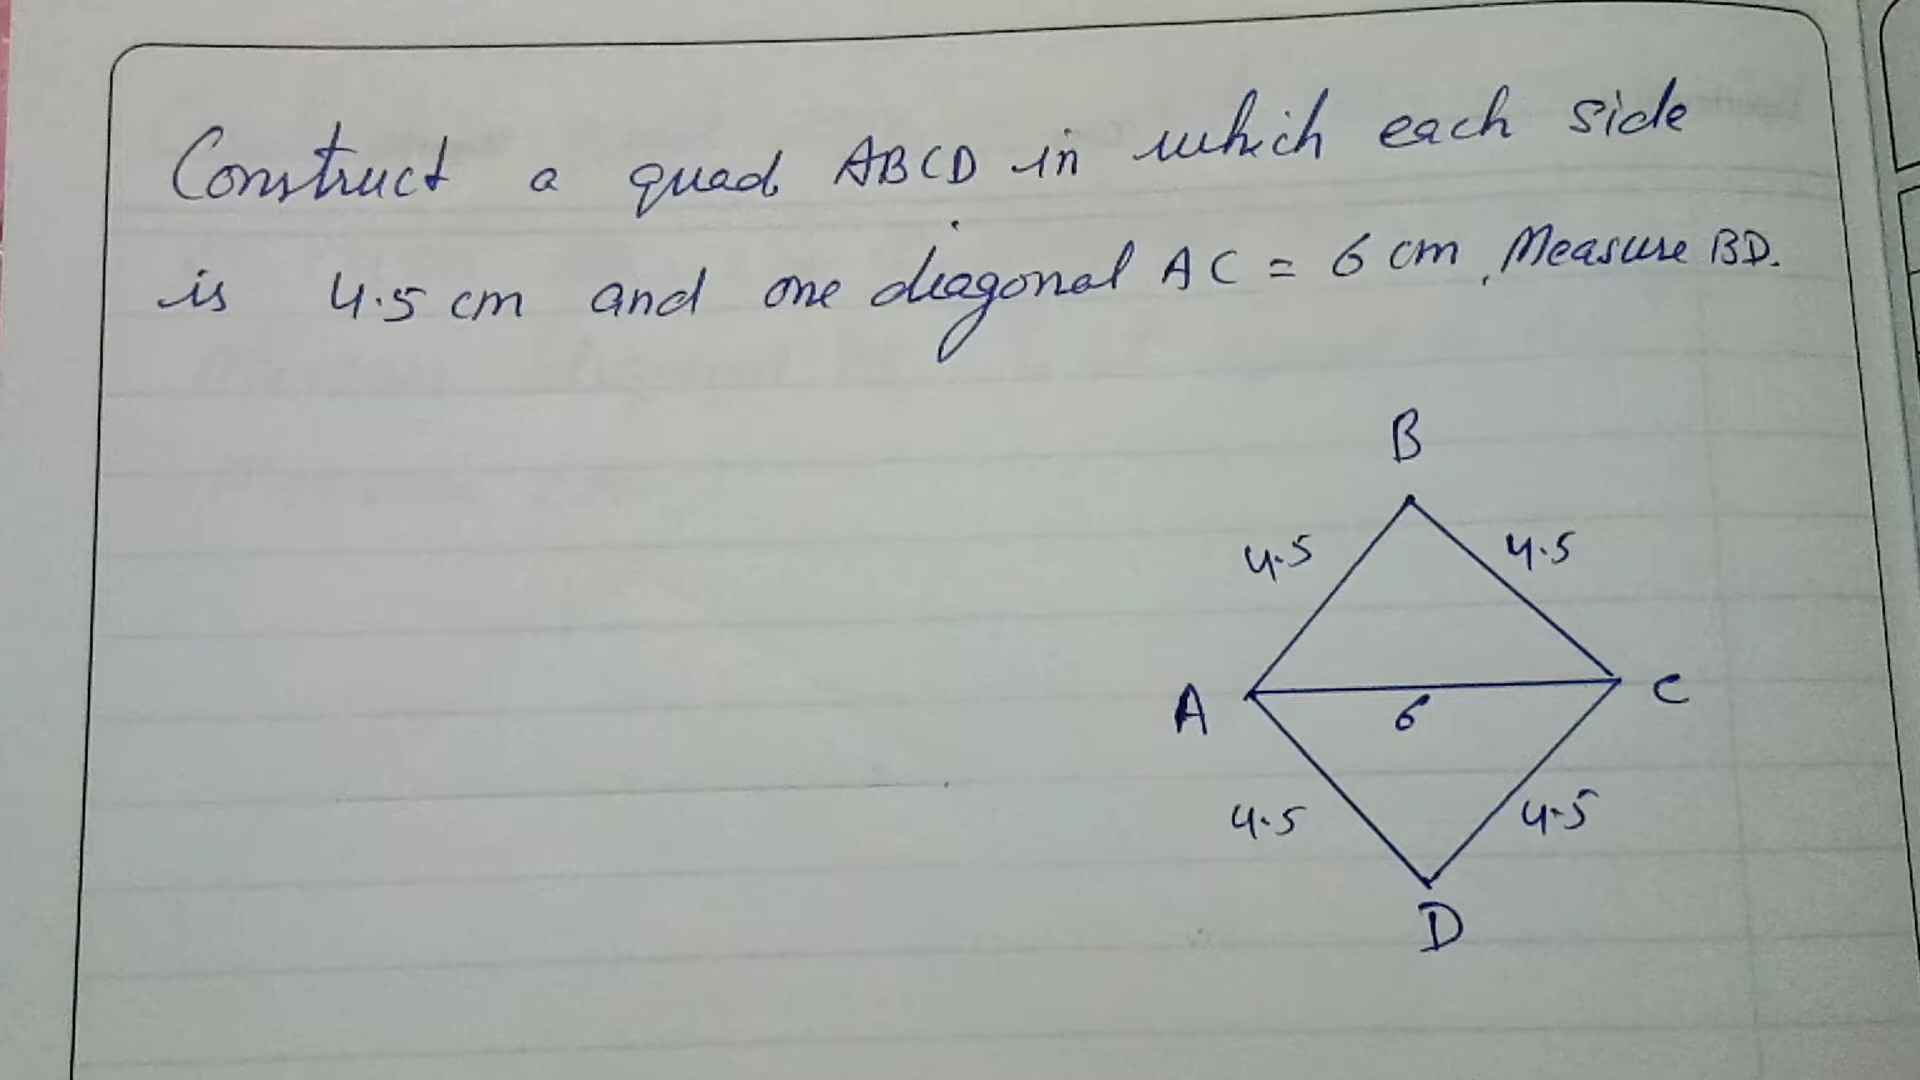 Construct a quad ABCD in which each side
is 4.5 cm and one diagonal AC = 6 cm. Measure BD.
B
4.5 4.5
A 6 C
4.5 4.5
D